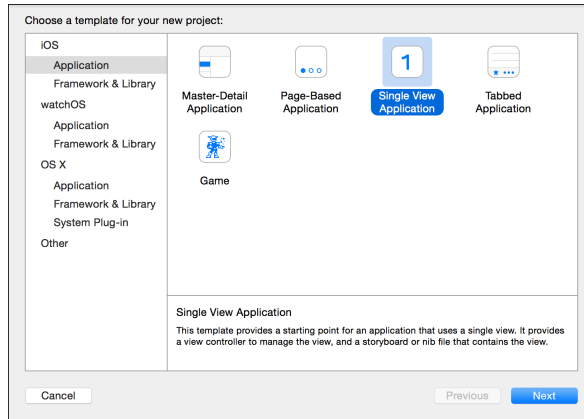 Choose a template for your new project:
iOS
Application
Framework & Library
watchOS
Application
Framework & Library
OS X
Application
Framework & Library
System Plug-in
Other
1
Master-Detail
Application
Page-Based
Application
Single View
Application
Tabbed
Application
Game
Single View Application
This template provides a starting point for an application that uses a single view. It provides
a view controller to manage the view, and a storyboard or nib file that contains the view.
Cancel
Previous
Next